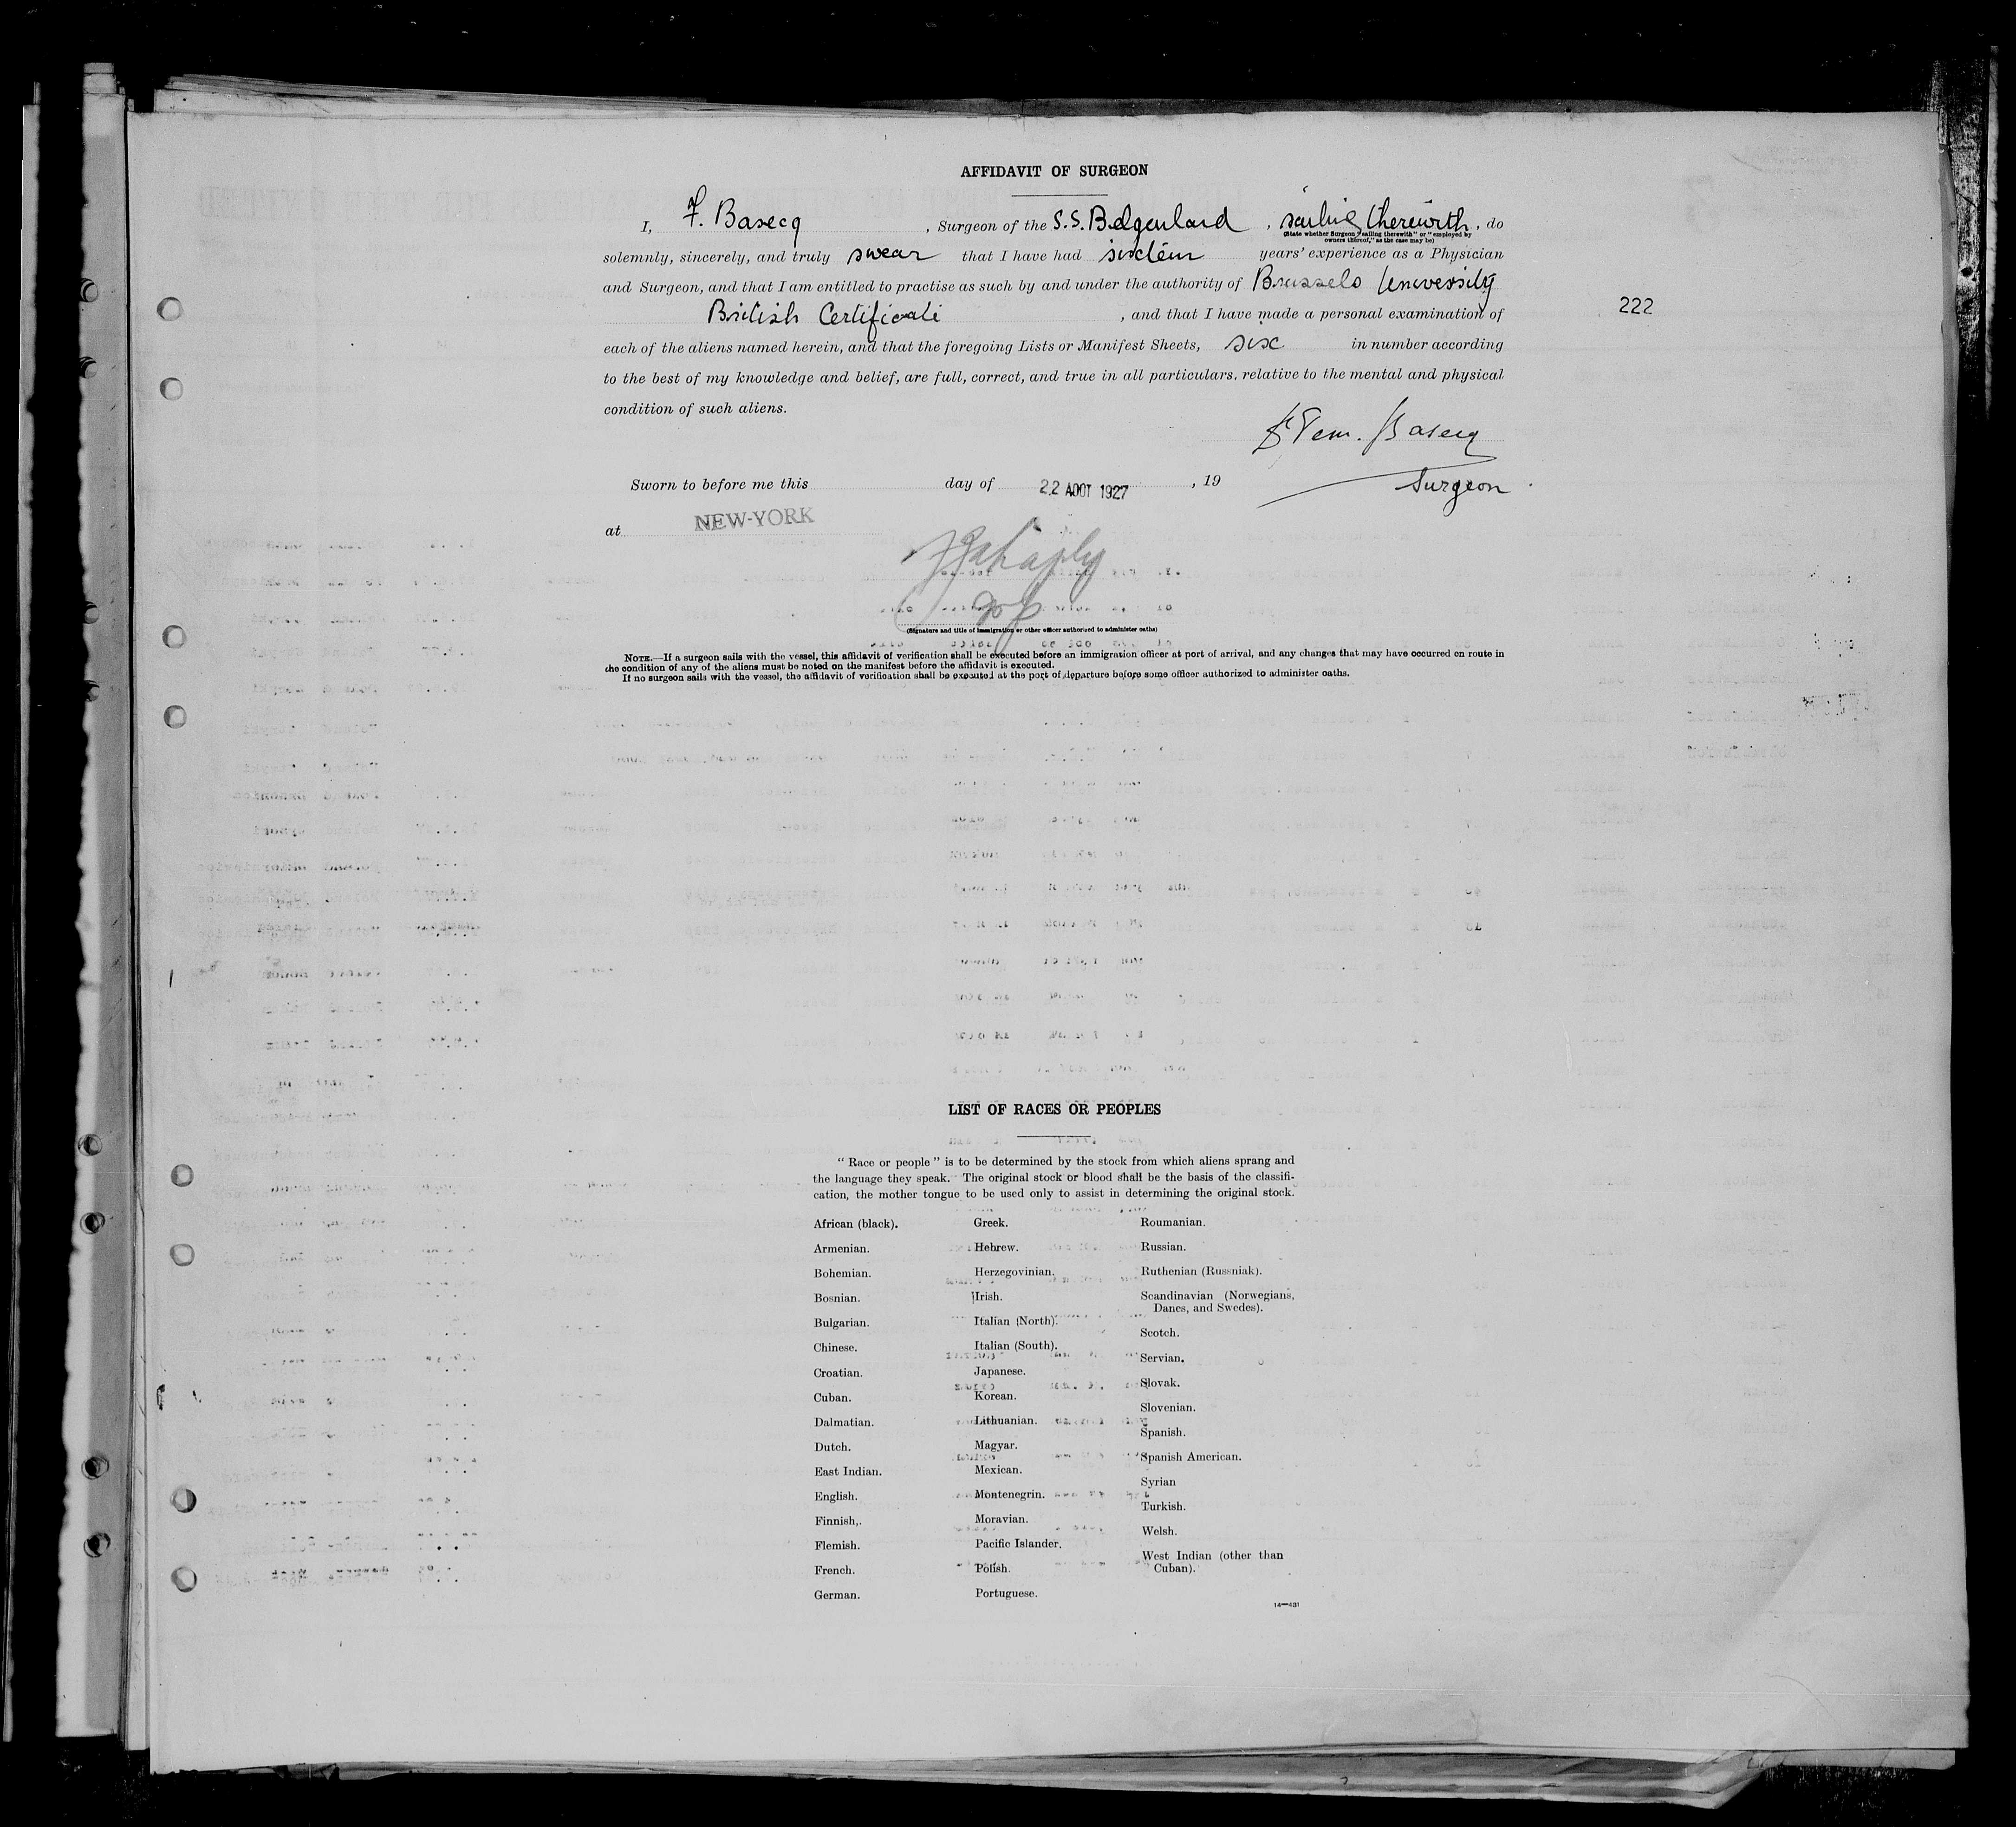 AFFIDAVIT OF SURGEON
I, F. Basecq, Surgeon of the S.S. Belgenland, sailing therewith, do
(State whether Surgeon "sailing therewith" or "employed by
owners thereof," as the case may be)
solemnly, sincerely, and truly swear that I have had sixteen years' experience as a Physician
and Surgeon, and that I am entitled to practise as such by and under the authority of Brussels University
British Certificate, and that I have made a personal examination of
222
each of the aliens named herein, and that the foregoing Lists or Manifest Sheets, six in number according
to the best of my knowledge and belief, are full, correct, and true in all particulars. relative to the mental and physical
condition of such aliens.
Basecq
Surgeon
Sworn to before me this day of 22 AOUT 1927, 19
at NEW-YORK
(Signature and title of immigration or other officer authorized to administer oaths)
NOTE.—If a surgeon sails with the vessel, this affidavit of verification shall be executed before an immigration officer at port of arrival, and any changes that may have occurred en route in
the condition of any of the aliens must be noted on the manifest before the affidavit is executed.
If no surgeon sails with the vessel, the affidavit of verification shall be executed at the port of departure before some officer authorized to administer oaths.
LIST OF RACES OR PEOPLES
"Race or people" is to be determined by the stock from which aliens sprang and
the language they speak. The original stock or blood shall be the basis of the classifi-
cation, the mother tongue to be used only to assist in determining the original stock.
African (black).
Armenian.
Bohemian.
Bosnian.
Bulgarian.
Chinese.
Croatian.
Cuban.
Dalmatian.
Dutch.
East Indian.
English.
Finnish,.
Flemish.
French.
German.
Greek.
Hebrew.
Herzegovinian.
Irish.
Italian (North).
Italian (South).
Japanese.
Korean.
Lithuanian.
Magyar.
Mexican.
Montenegrin.
Moravian.
Pacific Islander.
Polish.
Portuguese.
Roumanian.
Russian.
Ruthenian (Russniak).
Scandinavian (Norwegians,
Danes, and Swedes).
Scotch.
Servian.
Slovak.
Slovenian.
Spanish.
Spanish American.
Syrian
Turkish.
Welsh.
West Indian (other than
Cuban).
14—431